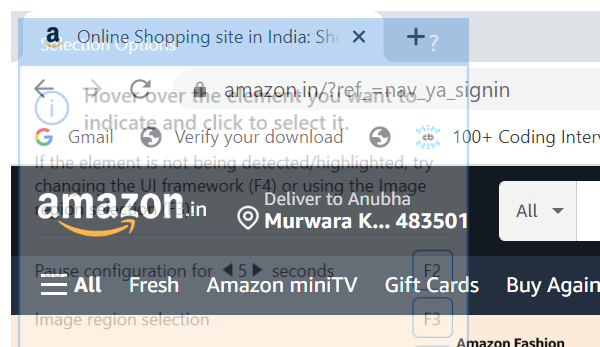 Online Shopping site in India: Sho
Selection Options
?
amazon.in/?ref_=nav_ya_signin
Hover over the element you want to
indicate and click to select it.
Gmail
Verify your download
cb
100+ Coding Interv
If the element is not being detected/highlighted, try
changing the UI framework (F4) or using the Image
region selection (F3)
amazon.in
Deliver to Anubha
Murwara K... 483501
All
Pause configuration for 5 seconds
F2
All
Fresh
Amazon miniTV
Gift Cards
Buy Again
Image region selection
F3
Amazon Fashion